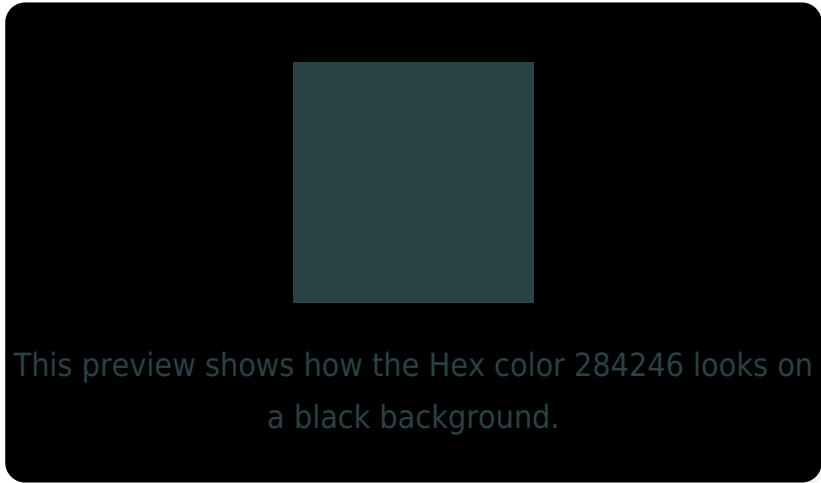 This preview shows how the Hex color 284246 looks on
a black background.